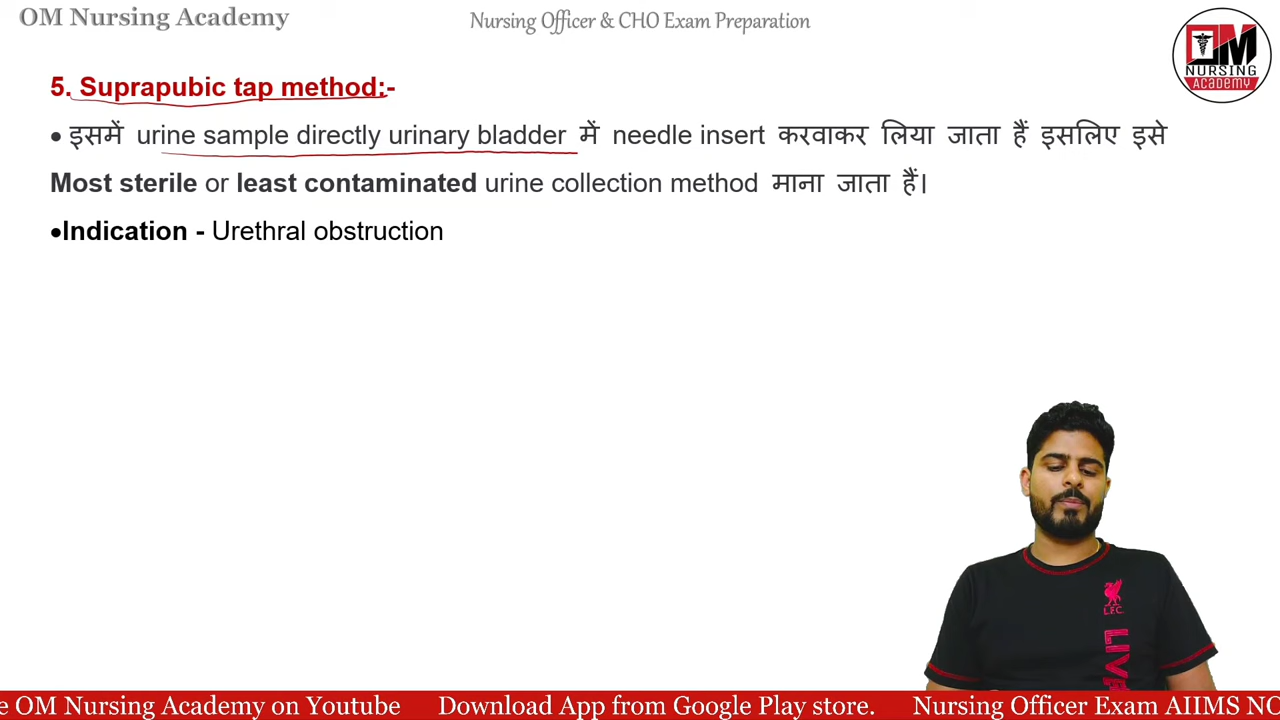 OM Nursing Academy
Nursing Officer & CHO Exam Preparation
OM
NURSING
ACADEMY
5. Suprapubic tap method:-
• इसमें urine sample directly urinary bladder में needle insert करवाकर लिया जाता हैं इसलिए इसे
Most sterile or least contaminated urine collection method माना जाता हैं।
•Indication - Urethral obstruction
L.F.C.
e OM Nursing Academy on Youtube Download App from Google Play store. Nursing Officer Exam AIIMS NO